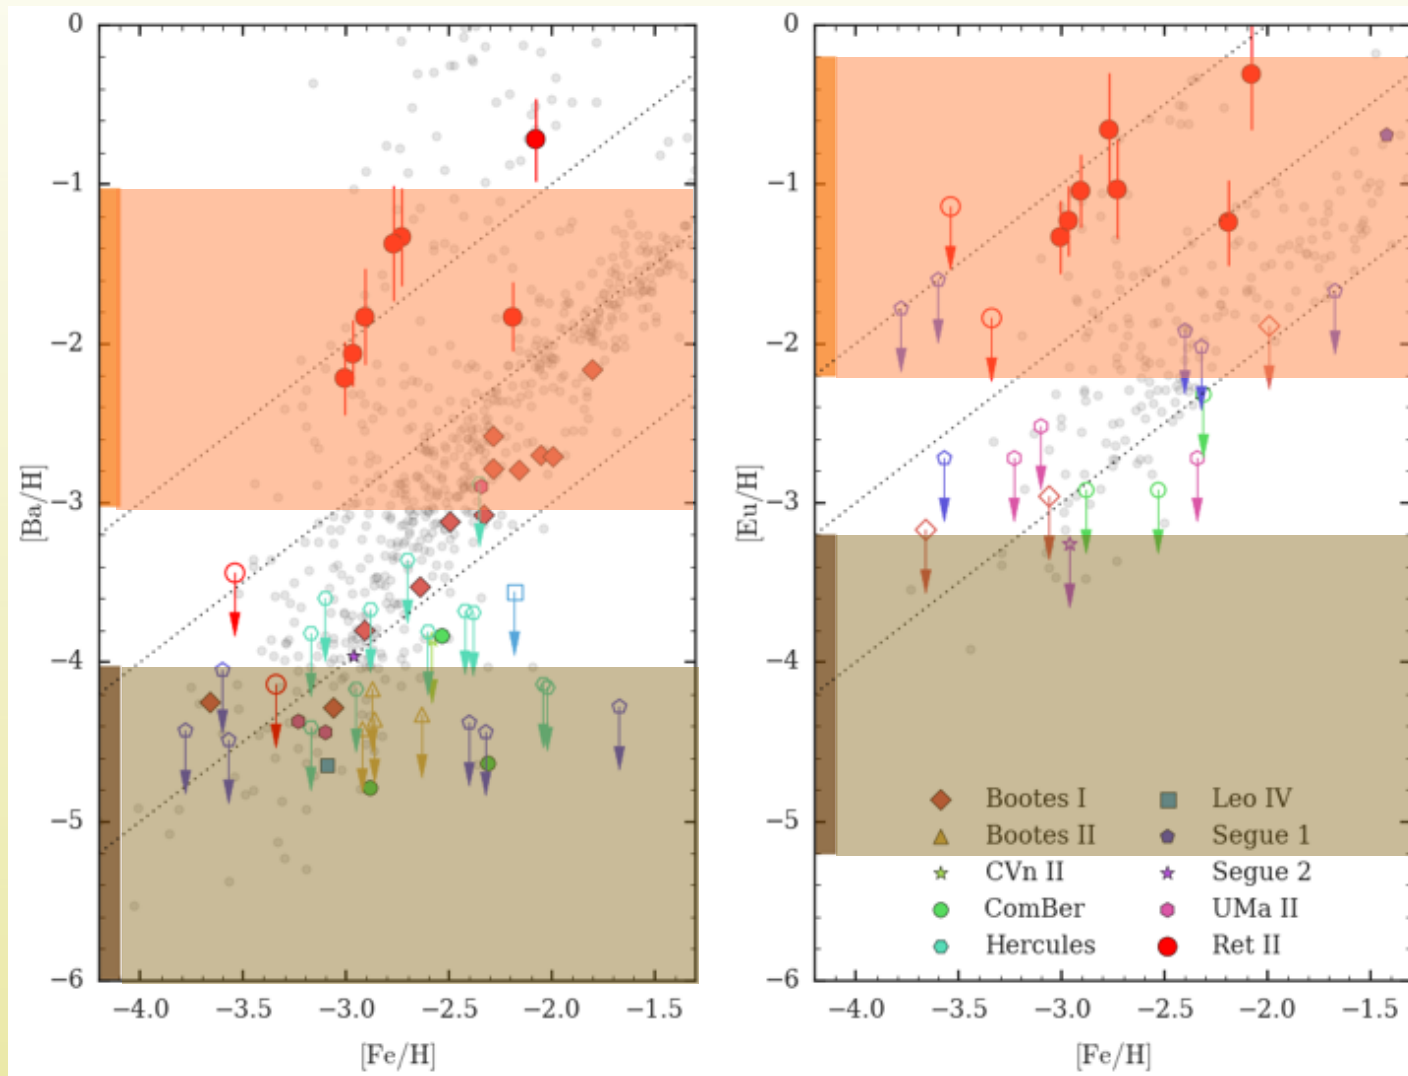 0
−1
−2
−3
−4
−5
−6
[Ba/H]
−4.0 −3.5 −3.0 −2.5 −2.0 −1.5
[Fe/H]
0
−1
−2
−3
−4
−5
−6
[Eu/H]
Bootes I
Bootes II
CVn II
ComBer
Hercules
Leo IV
Segue 1
Segue 2
UMa II
Ret II
−4.0 −3.5 −3.0 −2.5 −2.0 −1.5
[Fe/H]